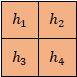 h₁ h₂
h₃ h₄